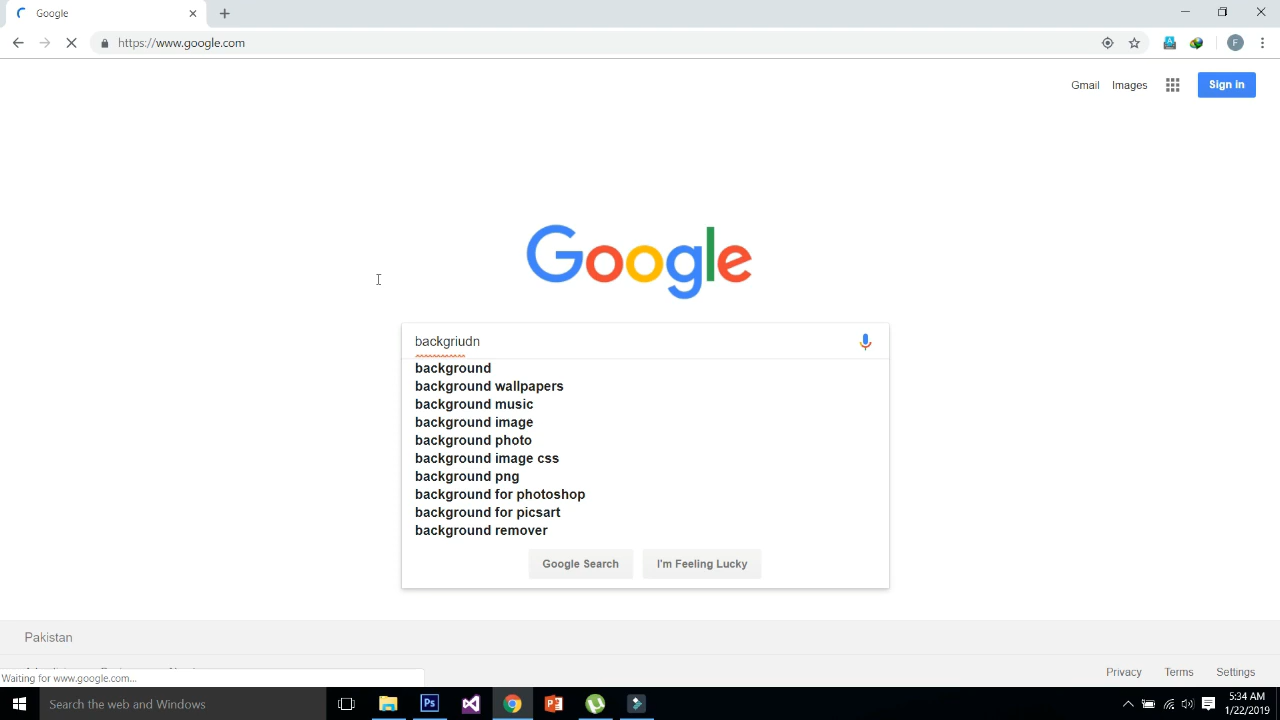 Google
https://www.google.com
F
Gmail Images Sign in
Google
backgriudn
background
background wallpapers
background music
background image
background photo
background image css
background png
background for photoshop
background for picsart
background remover
Google Search I'm Feeling Lucky
Pakistan
Privacy Terms Settings
Waiting for www.google.com...
Search the web and Windows
Ps
5:34 AM
1/22/2019